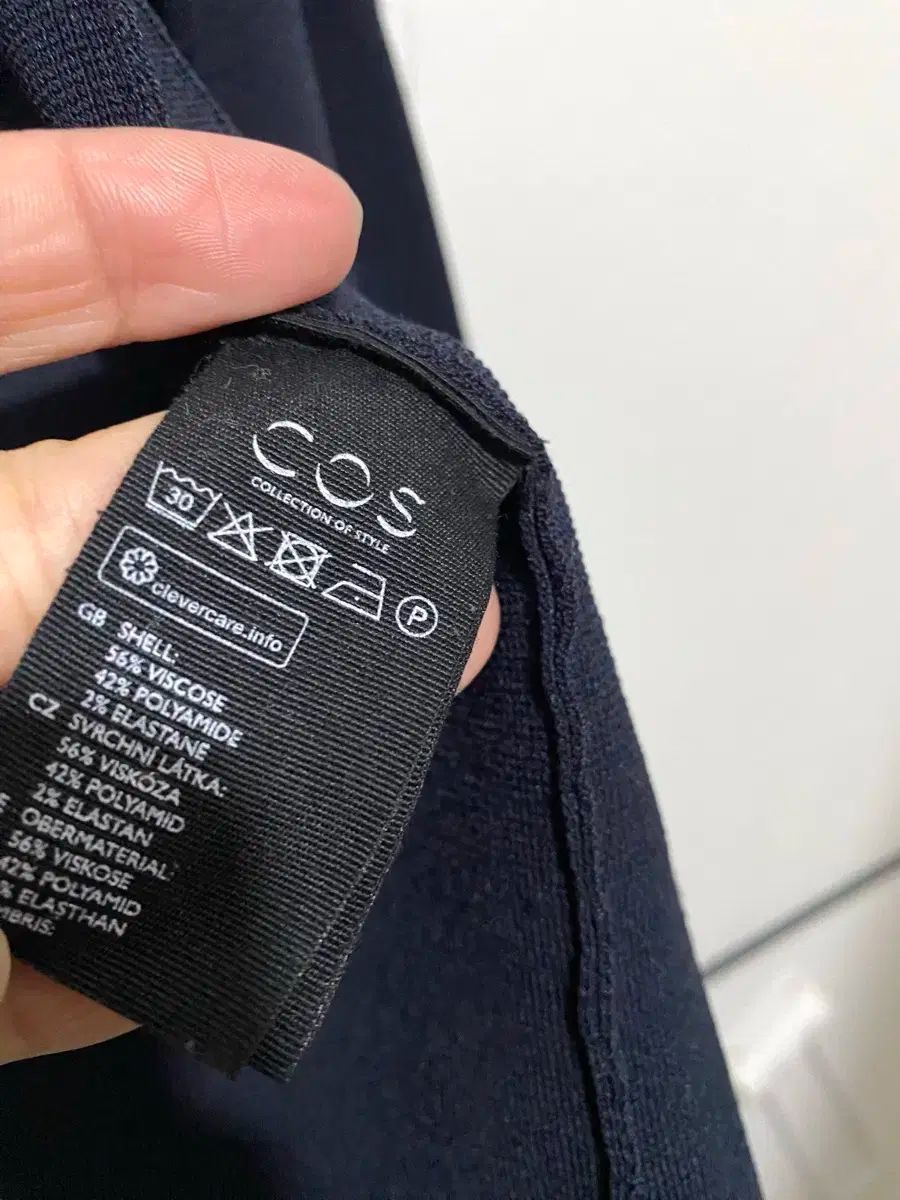 COS
COLLECTION OF STYLE
30
P
clevercare.info
GB SHELL:
56% VISCOSE
42% POLYAMIDE
2% ELASTANE
CZ SVRCHNÍ LÁTKA:
56% VISKÓZA
42% POLYAMID
2% ELASTAN
OBERMATERIAL:
56% VISKOSE
42% POLYAMID
% ELASTHAN
MBRIS: